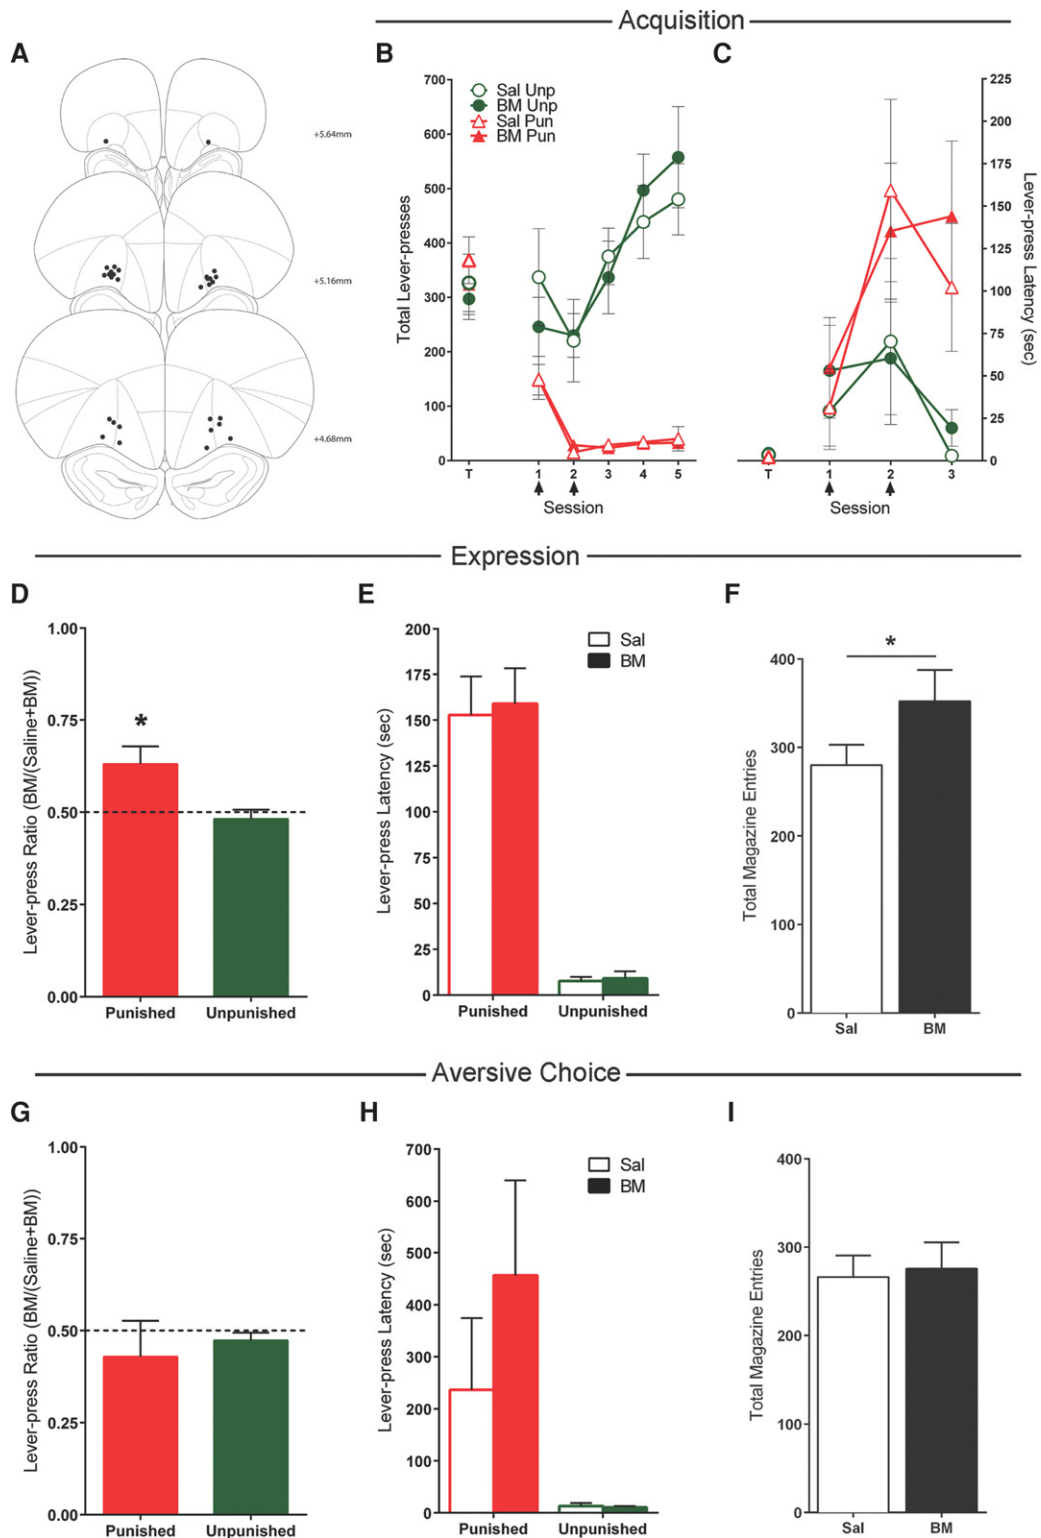 Acquisition
A
B
C
+5.64mm
+5.16mm
+4.68mm
Total Lever-presses
700
600
500
400
300
200
100
0
Sal Unp
BM Unp
Sal Pun
BM Pun
T
1
2
3
4
5
Session
225
200
175
150
125
100
75
50
25
0
Lever-press Latency (sec)
T
1
2
3
Session
Expression
D
E
F
Lever-press Ratio (BM/(Saline+BM))
1.00
0.75
0.50
0.25
0.00
*
Punished
Unpunished
Lever-press Latency (sec)
200
175
150
125
100
75
50
25
0
Sal
BM
Punished
Unpunished
Total Magazine Entries
400
300
200
100
0
*
Sal
BM
Aversive Choice
G
H
I
Lever-press Ratio (BM/(Saline+BM))
1.00
0.75
0.50
0.25
0.00
Punished
Unpunished
Lever-press Latency (sec)
700
600
500
400
300
200
100
0
Sal
BM
Punished
Unpunished
Total Magazine Entries
400
300
200
100
0
Sal
BM